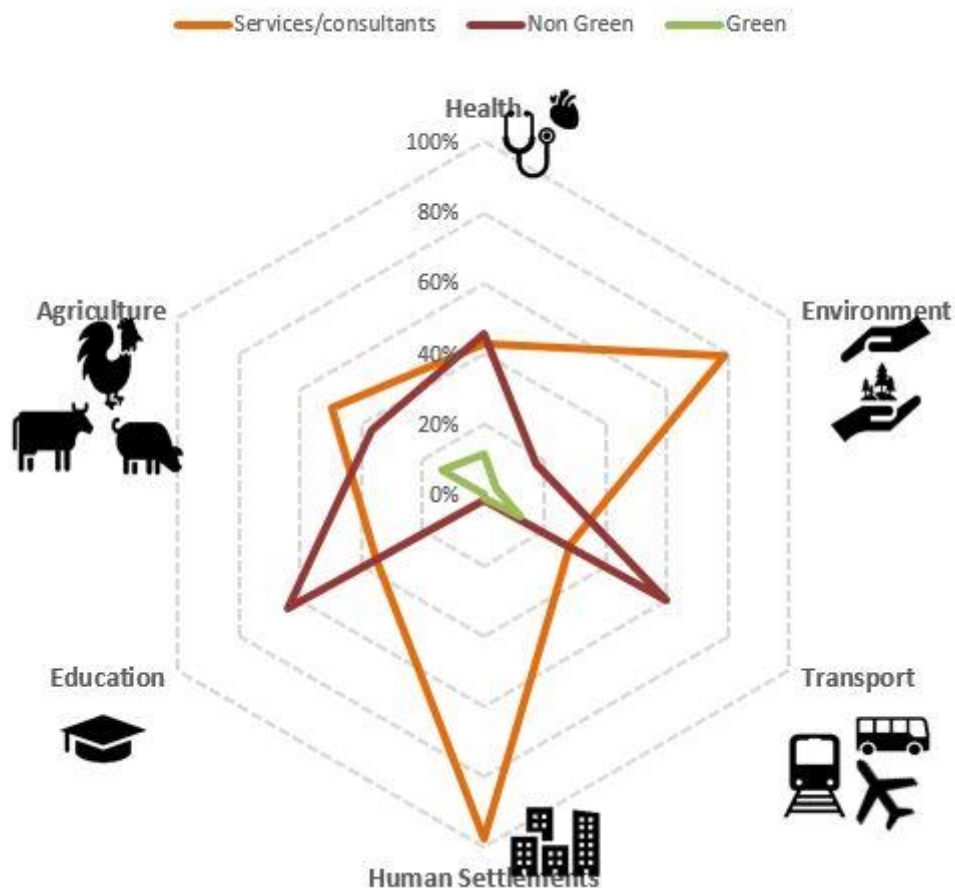 Services/consultants Non Green Green
Health
100%
80%
60%
Agriculture
Environment
40%
20%
0%
Education
Transport
Human Settlements